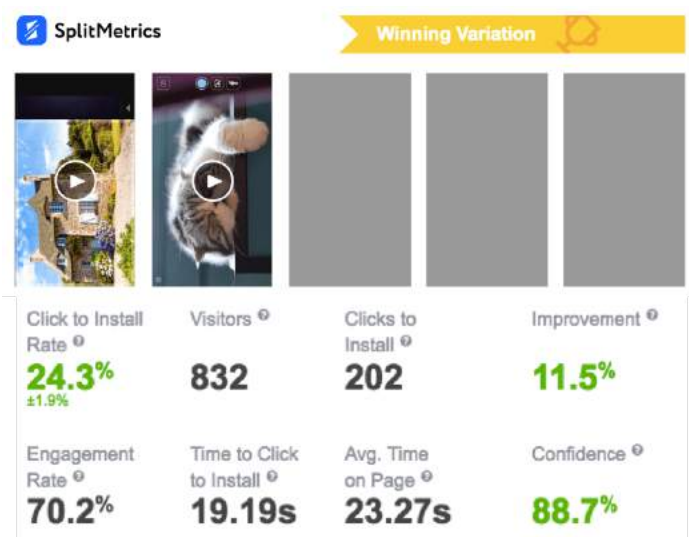 SplitMetrics
Winning Variation
Click to Install Rate
Visitors
Clicks to Install
Improvement
24.3%
±1.9%
832
202
11.5%
Engagement Rate
Time to Click to Install
Avg. Time on Page
Confidence
70.2%
19.19s
23.27s
88.7%